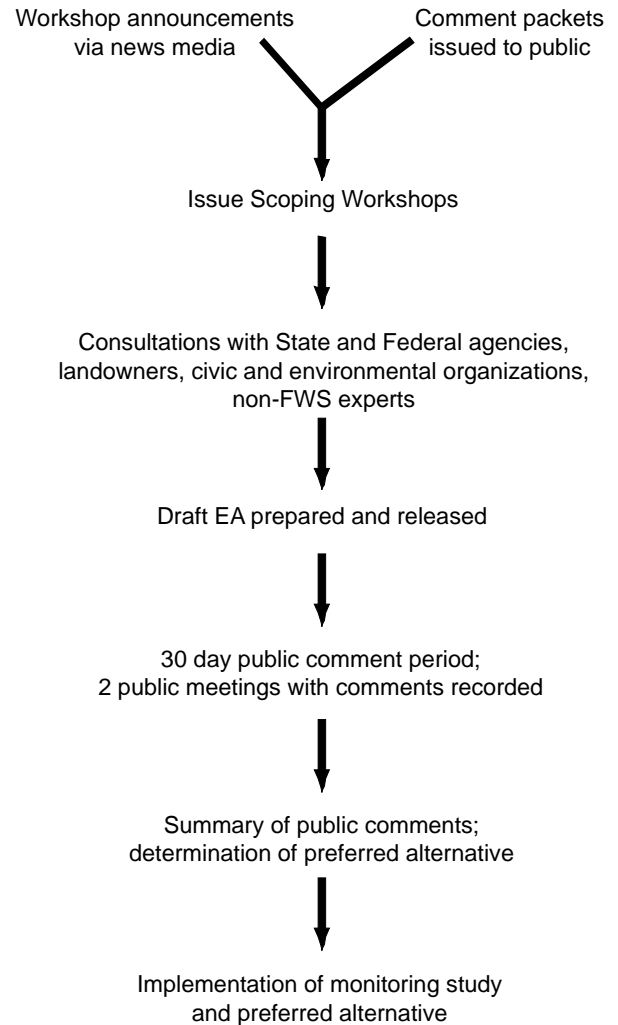 Workshop announcements
via news media
Comment packets
issued to public
Issue Scoping Workshops
Consultations with State and Federal agencies,
landowners, civic and environmental organizations,
non-FWS experts
Draft EA prepared and released
30 day public comment period;
2 public meetings with comments recorded
Summary of public comments;
determination of preferred alternative
Implementation of monitoring study
and preferred alternative